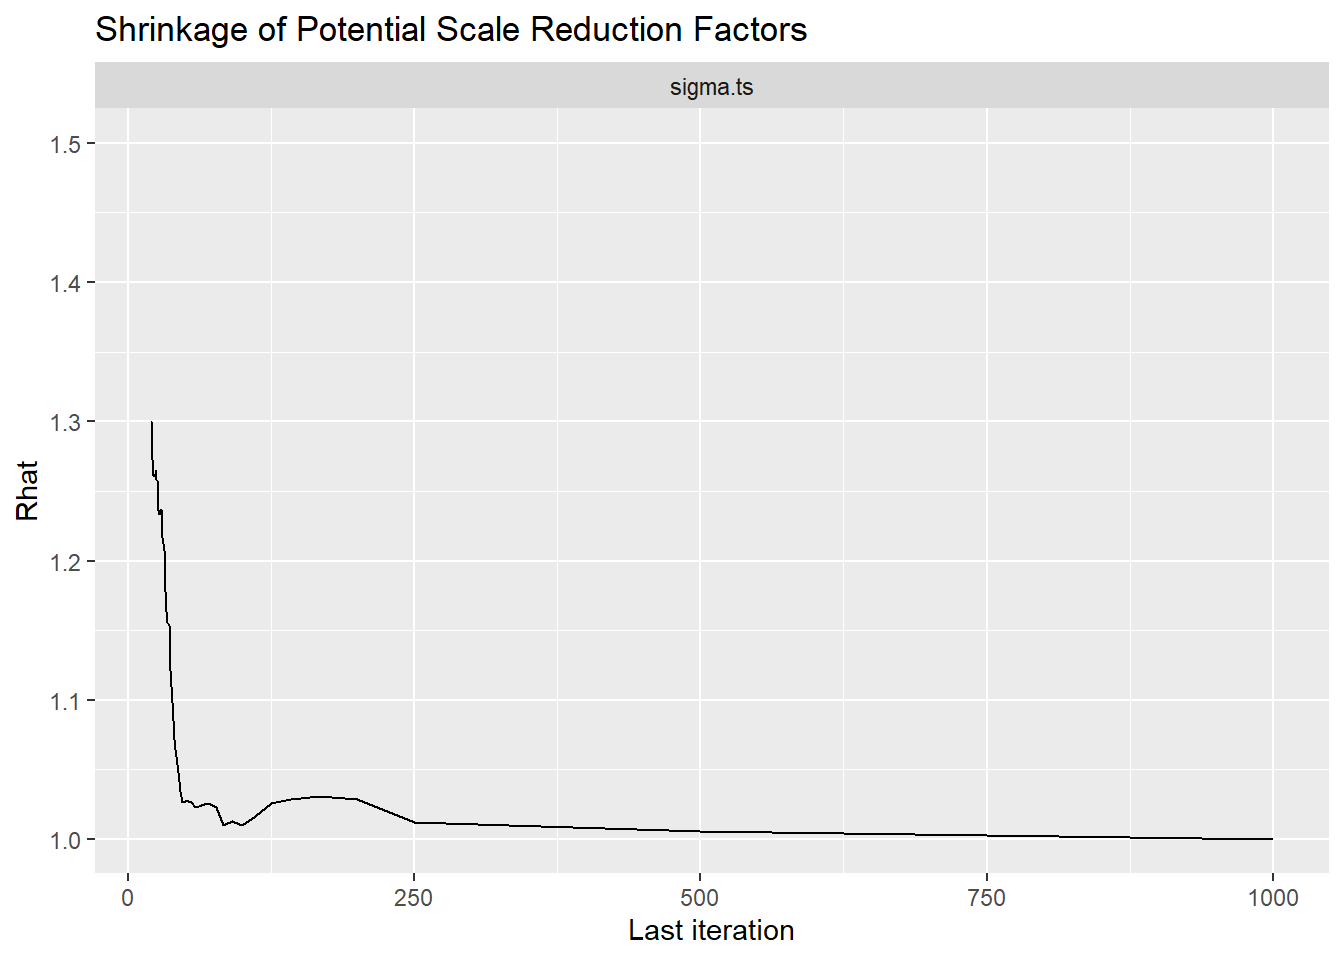 Shrinkage of Potential Scale Reduction Factors
sigma.ts
1.5
1.4
1.3
1.2
1.1
1.0
Rhat
0 250 500 750 1000
Last iteration